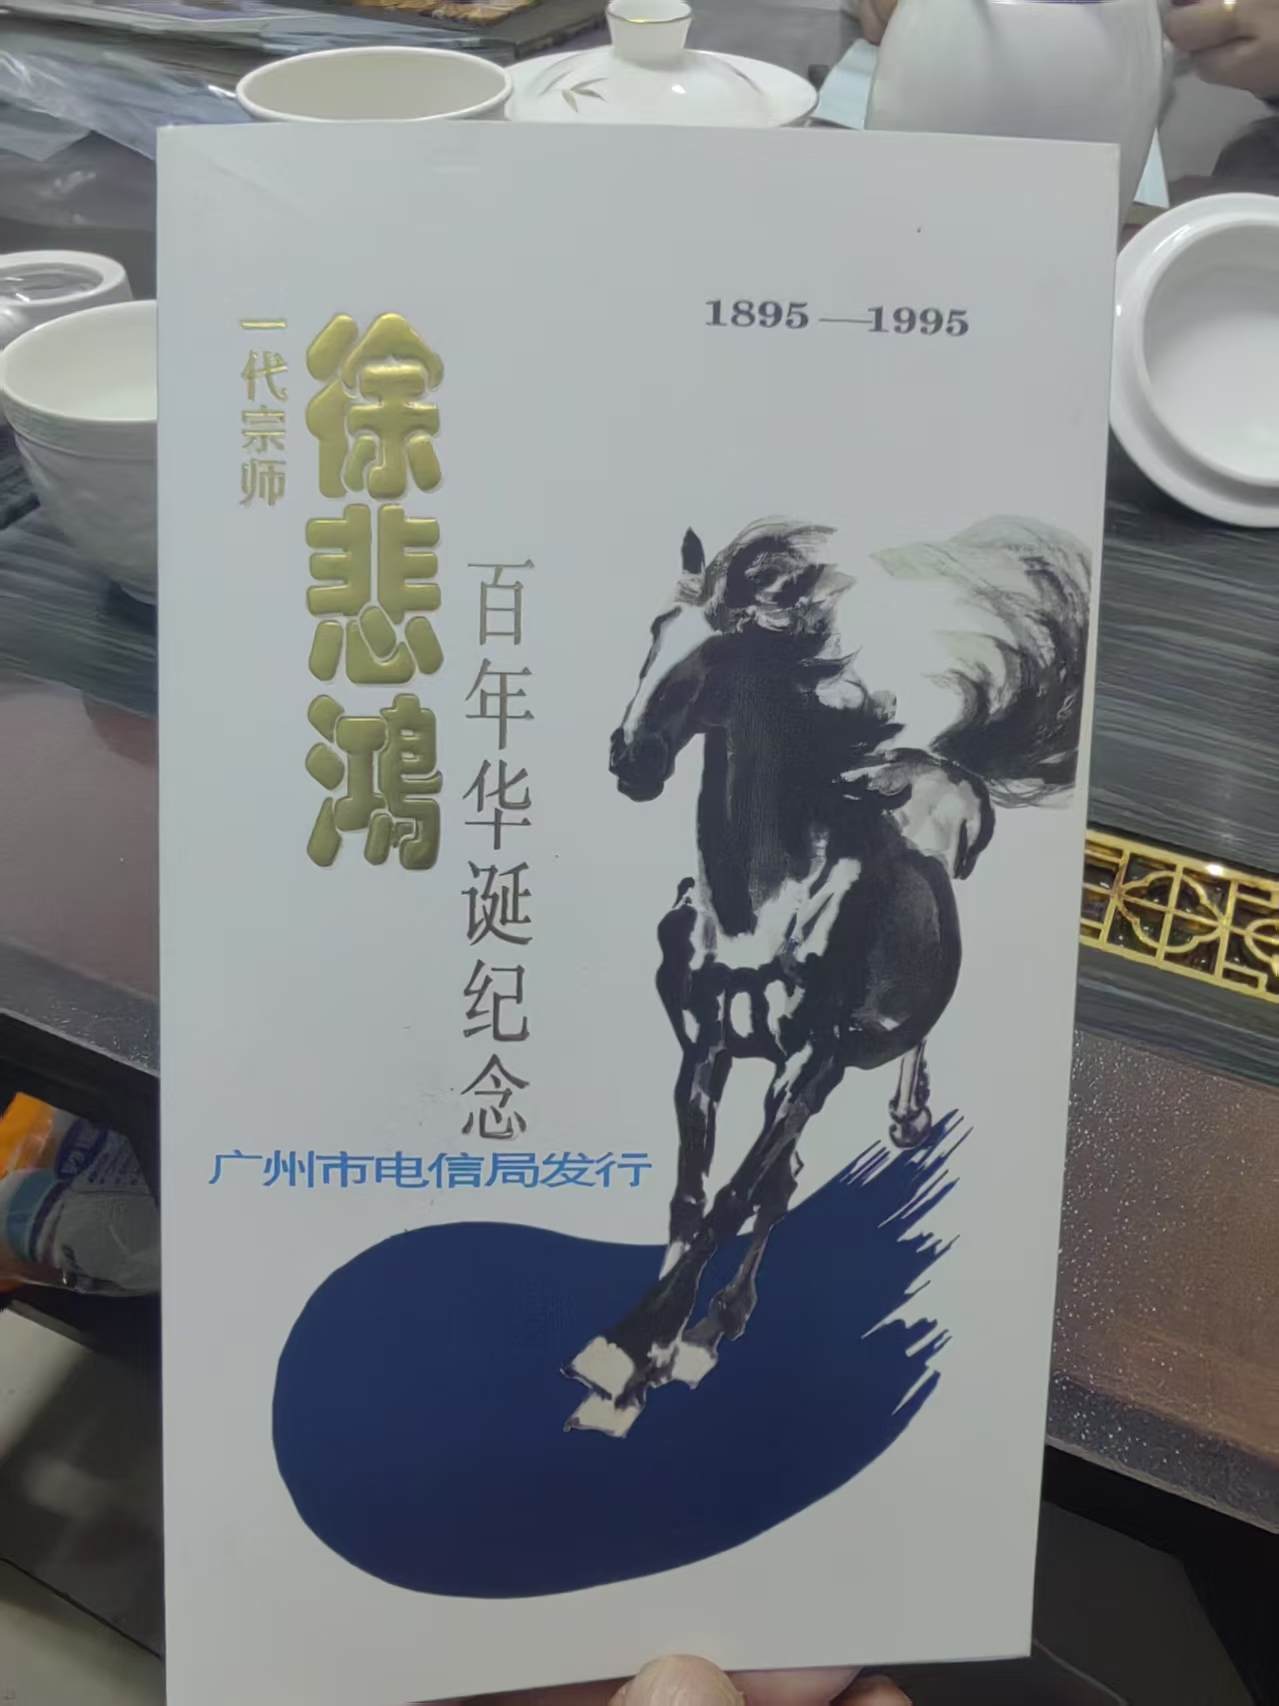 一代宗师
徐悲鸿
百年华诞纪念
1895—1995
广州市电信局发行